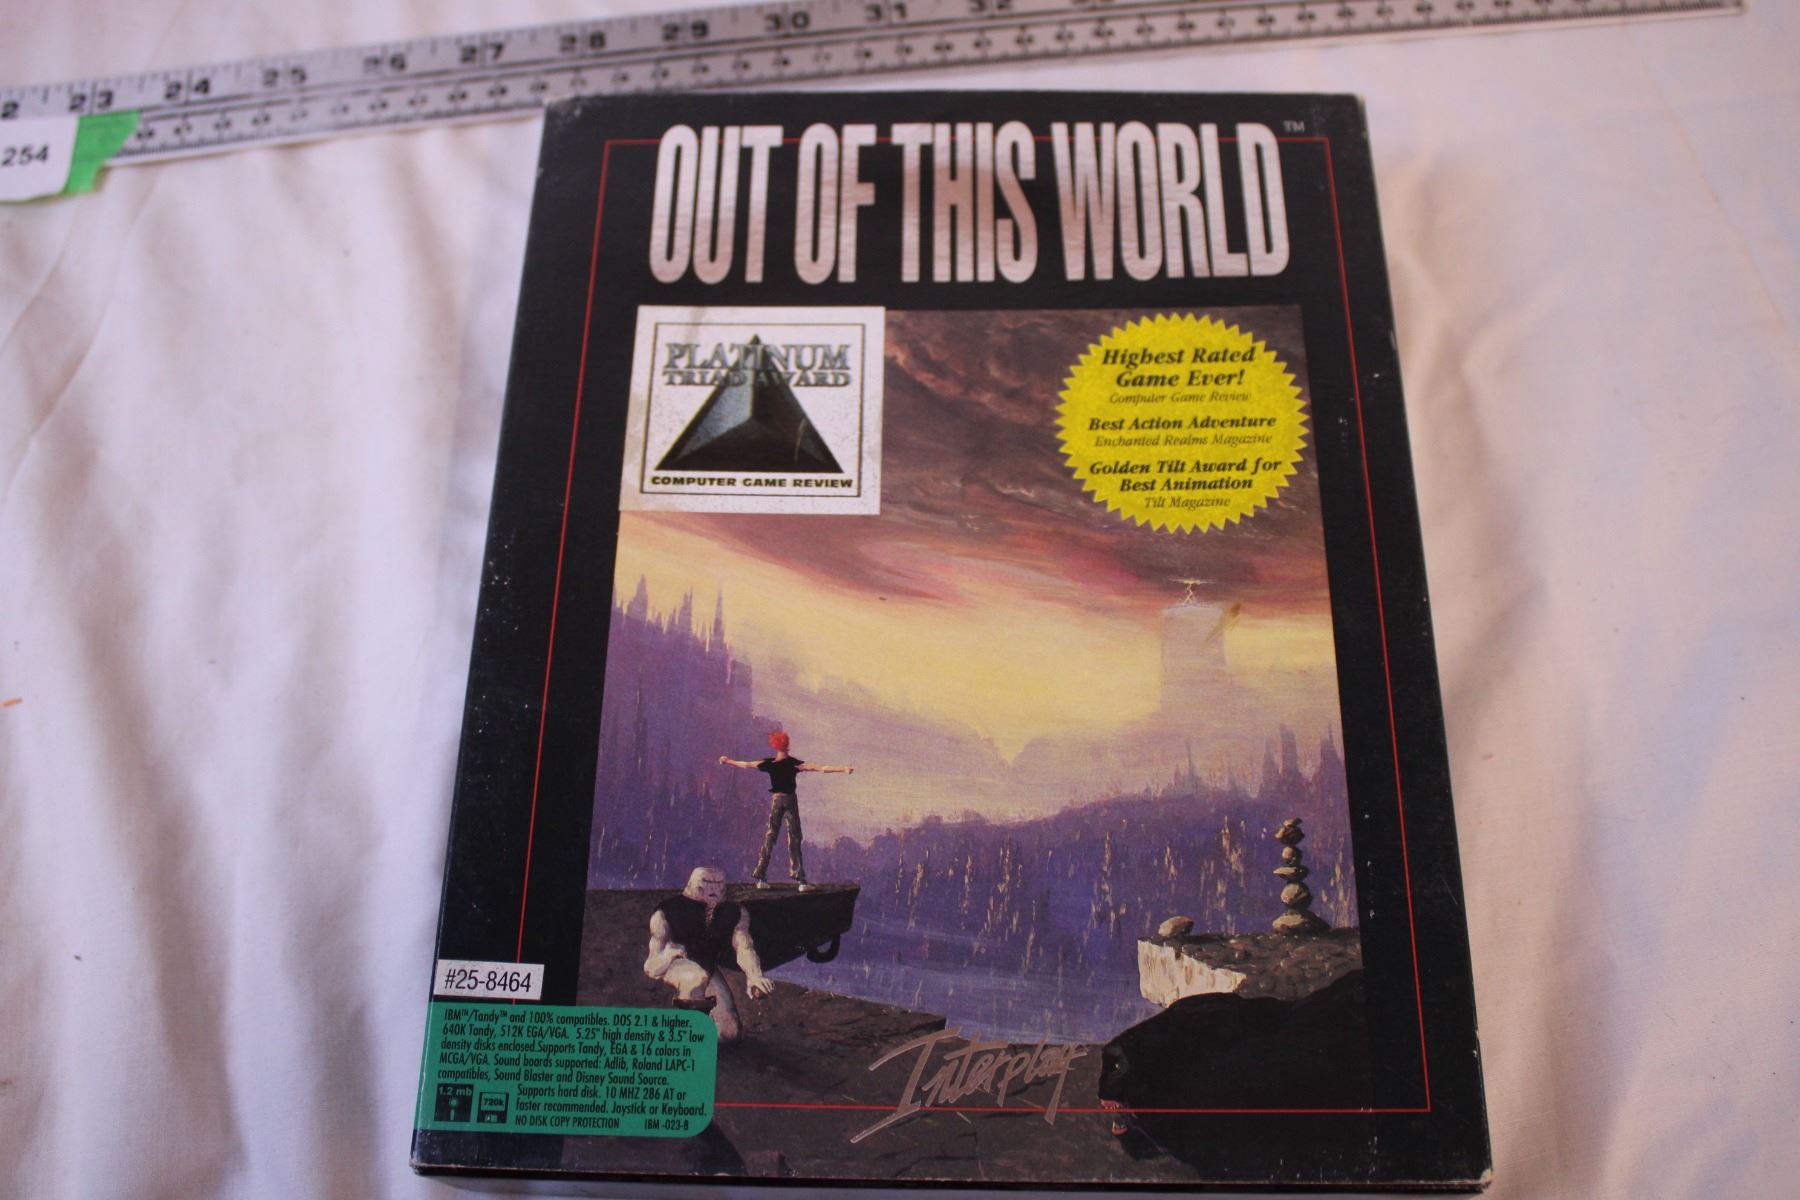 2 23 24 25 26 27 28 29 30 31 32
254
OUT OF THIS WORLD™
PLATINUM
TRIAD AWARD
COMPUTER GAME REVIEW
Highest Rated
Game Ever!
Computer Game Review
Best Action Adventure
Enchanted Realms Magazine
Golden Tilt Award for
Best Animation
Tilt Magazine
#25-8464
IBM™/Tandy™ and 100% compatibles. DOS 2.1 & higher.
640K Tandy, 512K EGA/VGA. 5.25" high density & 3.5" low
density disks enclosed.Supports Tandy, EGA & 16 colors in
MCGA/VGA. Sound boards supported: Adlib, Roland LAPC-1
compatibles, Sound Blaster and Disney Sound Source.
Supports hard disk. 10 MHZ 286 AT or
faster recommended. Joystick or Keyboard.
NO DISK COPY PROTECTION IBM -023-8
1.2 mb
720k
Interplay